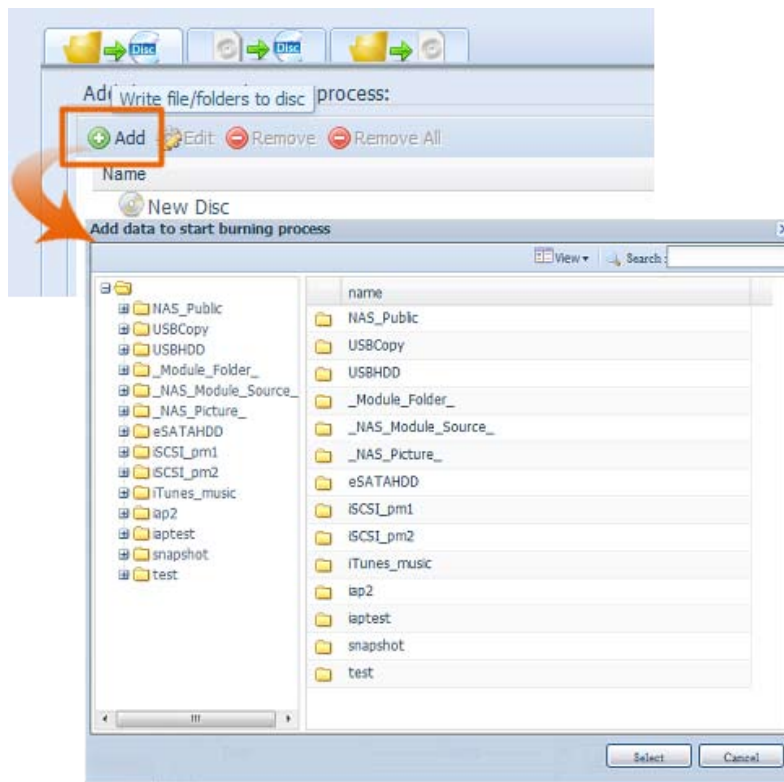 Disc
Disc
Add
Write file/folders to disc
process:
Add Edit Remove Remove All
Name
New Disc
Add data to start burning process
View Search :
NAS_Public
USBCopy
USBHDD
_Module_Folder_
_NAS_Module_Source_
_NAS_Picture_
eSATAHDD
iSCSI_pm1
iSCSI_pm2
iTunes_music
iap2
iaptest
snapshot
test
name
NAS_Public
USBCopy
USBHDD
_Module_Folder_
_NAS_Module_Source_
_NAS_Picture_
eSATAHDD
iSCSI_pm1
iSCSI_pm2
iTunes_music
iap2
iaptest
snapshot
test
Select Cancel